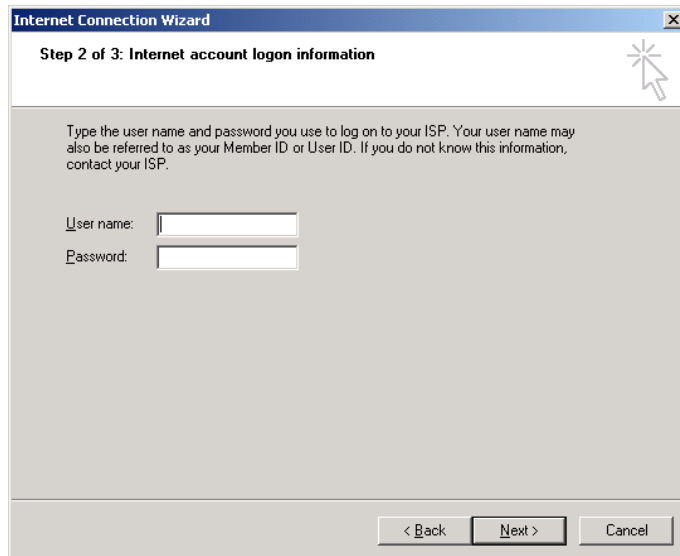 Internet Connection Wizard
Step 2 of 3: Internet account logon information
Type the user name and password you use to log on to your ISP. Your user name may
also be referred to as your Member ID or User ID. If you do not know this information,
contact your ISP.
User name:
Password:
< Back Next > Cancel